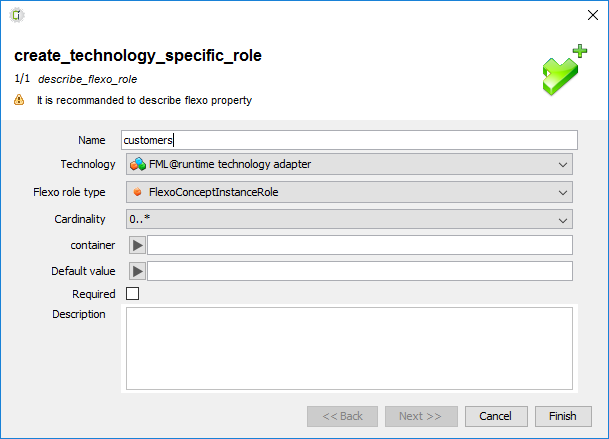 create_technology_specific_role
1/1 describe_flexo_role
It is recommanded to describe flexo property
Name customers
Technology FML@runtime technology adapter
Flexo role type FlexoConceptInstanceRole
Cardinality 0..*
container
Default value
Required
Description
<< Back Next >> Cancel Finish